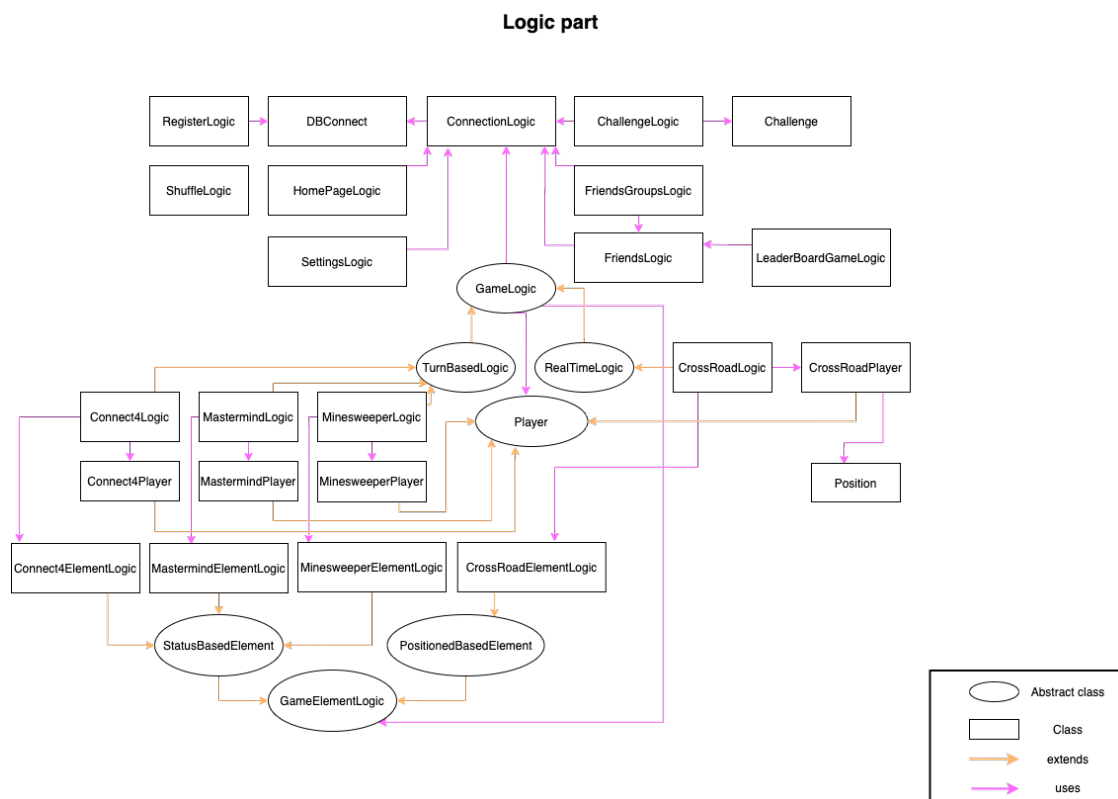 Logic part
RegisterLogic
DBConnect
ConnectionLogic
ChallengeLogic
Challenge
ShuffleLogic
HomePageLogic
FriendsGroupsLogic
SettingsLogic
FriendsLogic
LeaderBoardGameLogic
GameLogic
TurnBasedLogic
RealTimeLogic
CrossRoadLogic
CrossRoadPlayer
Connect4Logic
MastermindLogic
MinesweeperLogic
Player
Connect4Player
MastermindPlayer
MinesweeperPlayer
Position
Connect4ElementLogic
MastermindElementLogic
MinesweeperElementLogic
CrossRoadElementLogic
StatusBasedElement
PositionedBasedElement
GameElementLogic
Abstract class
Class
extends
uses